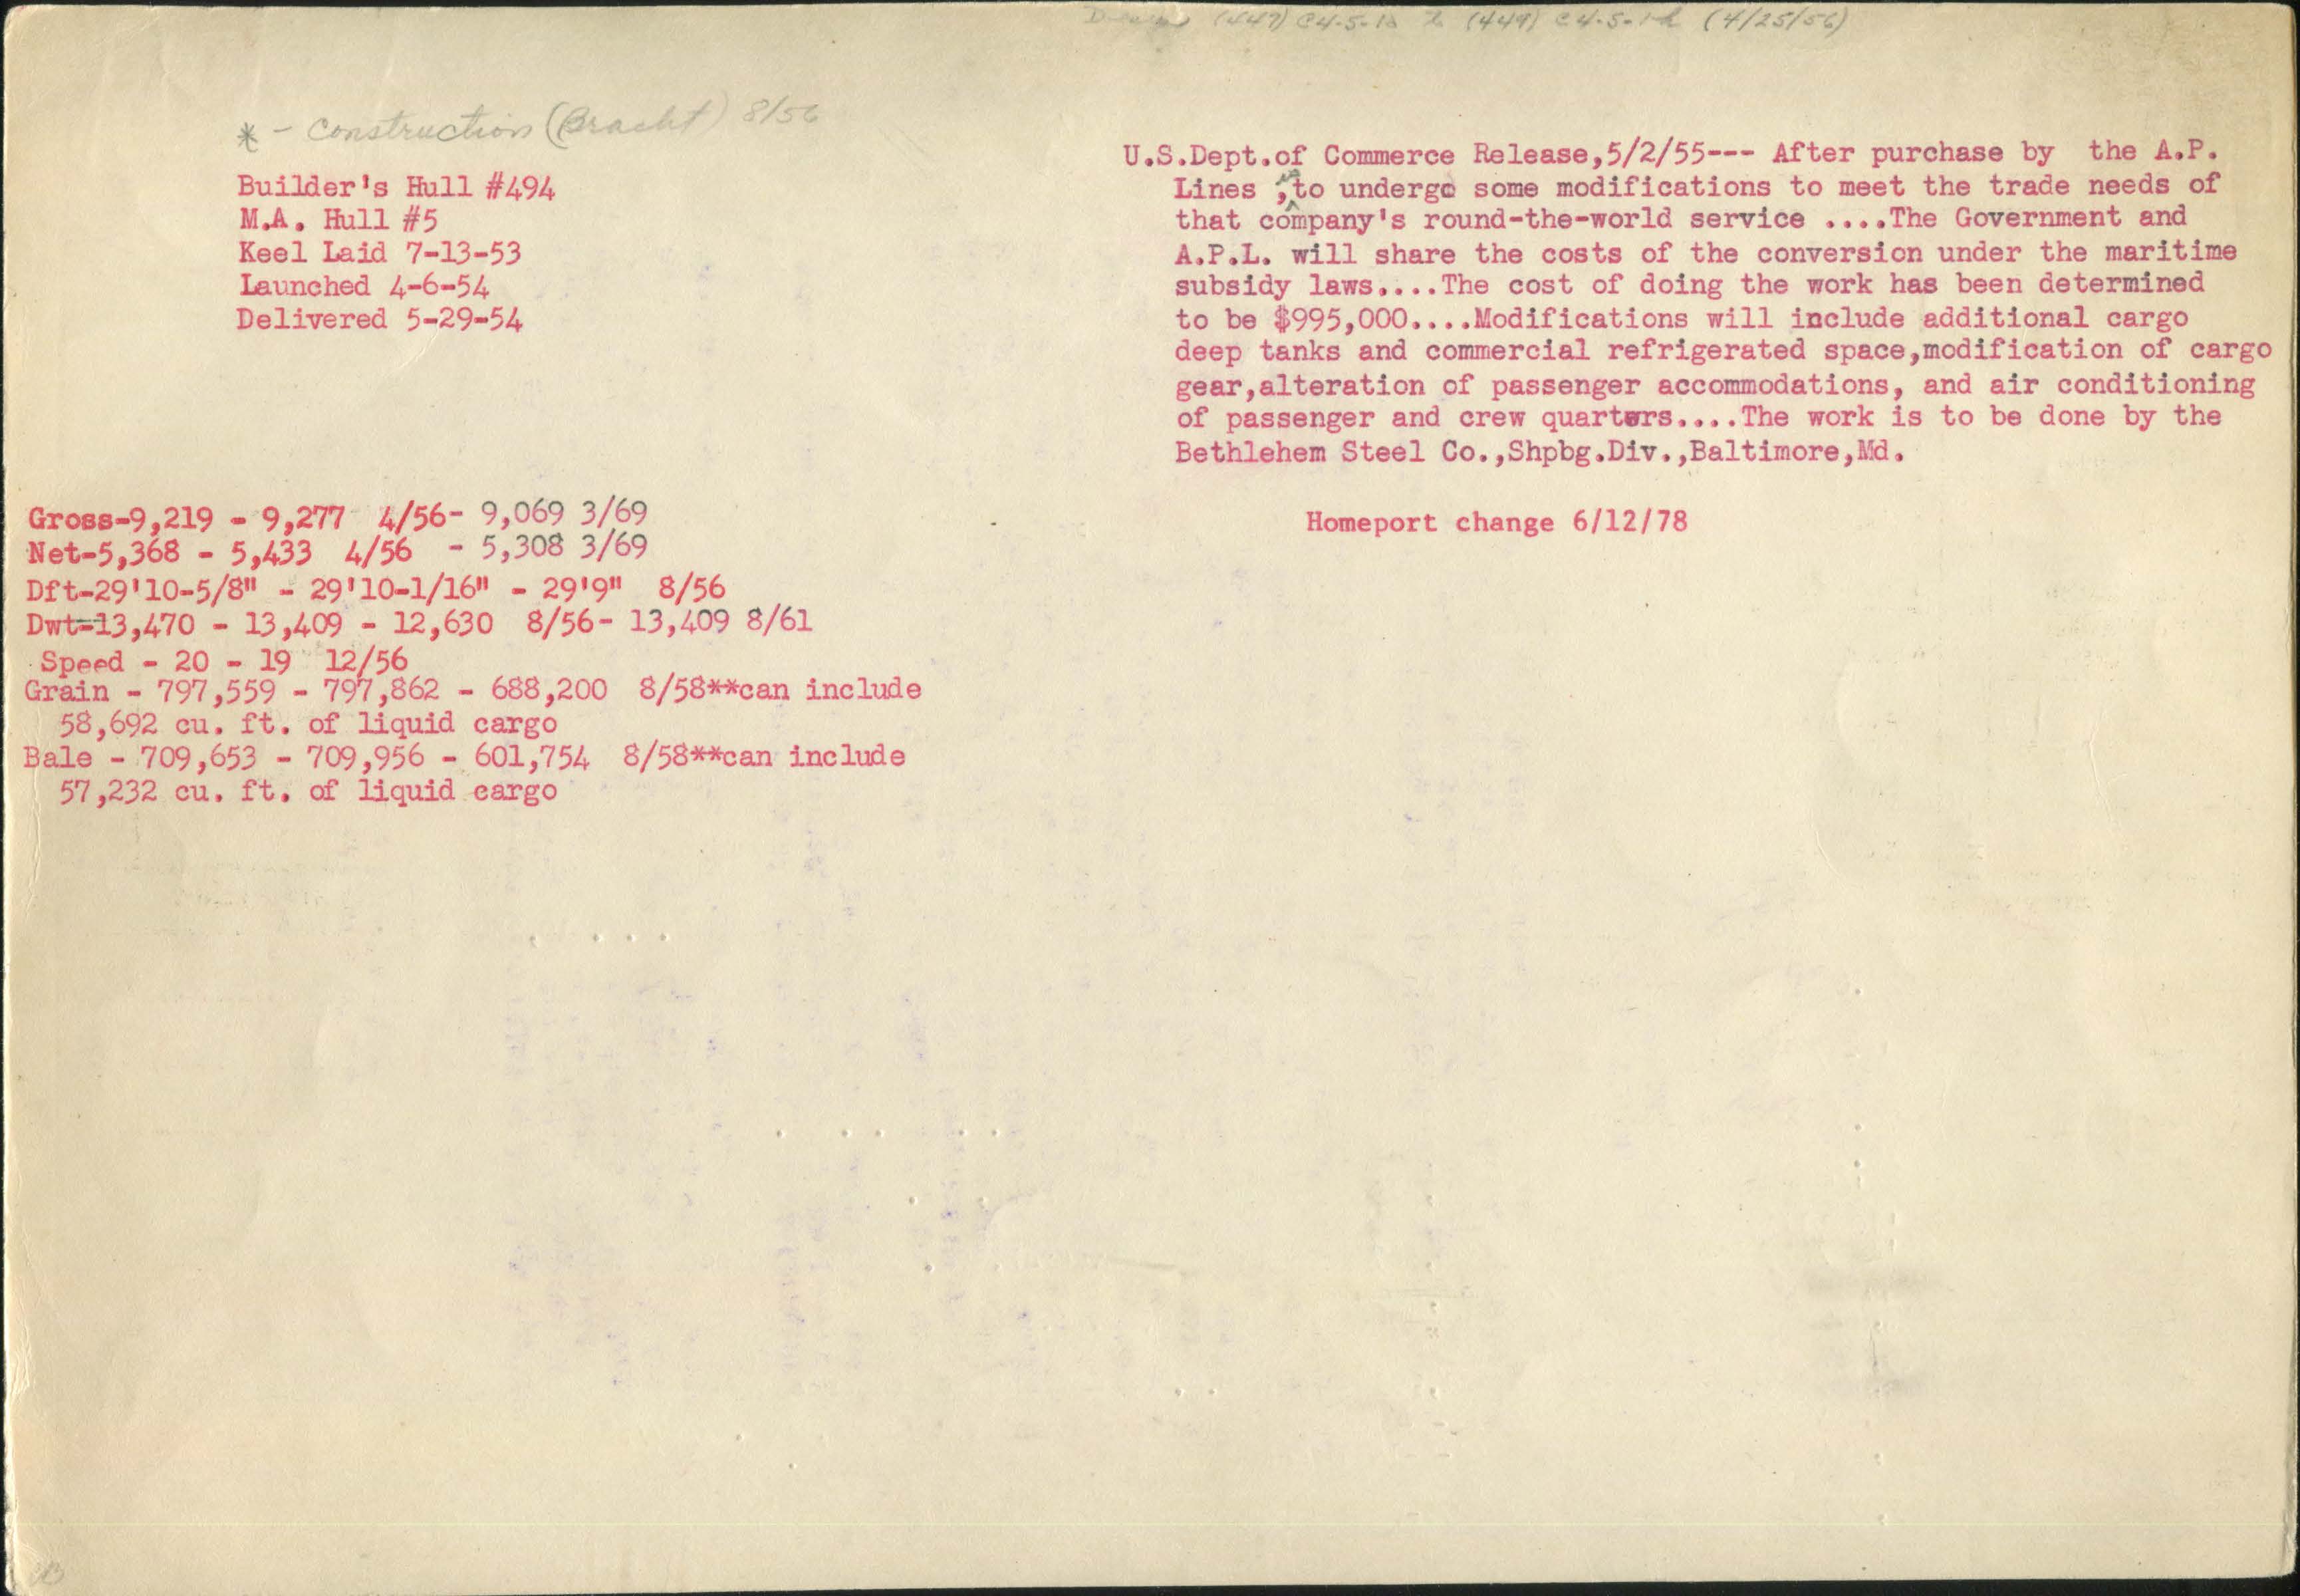 (447) C4-S-1a to (449) C4-S-1h (4/25/56)
* - Construction (Bracht) 8/56
Builder's Hull #494
M.A. Hull #5
Keel Laid 7-13-53
Launched 4-6-54
Delivered 5-29-54
Gross-9,219 - 9,277 4/56- 9,069 3/69
Net-5,368 - 5,433 4/56 - 5,308 3/69
Dft-29'10-5/8" - 29'10-1/16" - 29'9" 8/56
Dwt-13,470 - 13,409 - 12,630 8/56- 13,409 8/61
Speed - 20 - 19 12/56
Grain - 797,559 - 797,862 - 688,200 8/58**can include
58,692 cu. ft. of liquid cargo
Bale - 709,653 - 709,956 - 601,754 8/58**can include
57,232 cu. ft. of liquid cargo
U.S.Dept.of Commerce Release,5/2/55--- After purchase by the A.P.
Lines ,to undergo some modifications to meet the trade needs of
that company's round-the-world service ....The Government and
A.P.L. will share the costs of the conversion under the maritime
subsidy laws....The cost of doing the work has been determined
to be $995,000....Modifications will include additional cargo
deep tanks and commercial refrigerated space,modification of cargo
gear,alteration of passenger accommodations, and air conditioning
of passenger and crew quarters....The work is to be done by the
Bethlehem Steel Co.,Shpbg.Div.,Baltimore,Md.
Homeport change 6/12/78